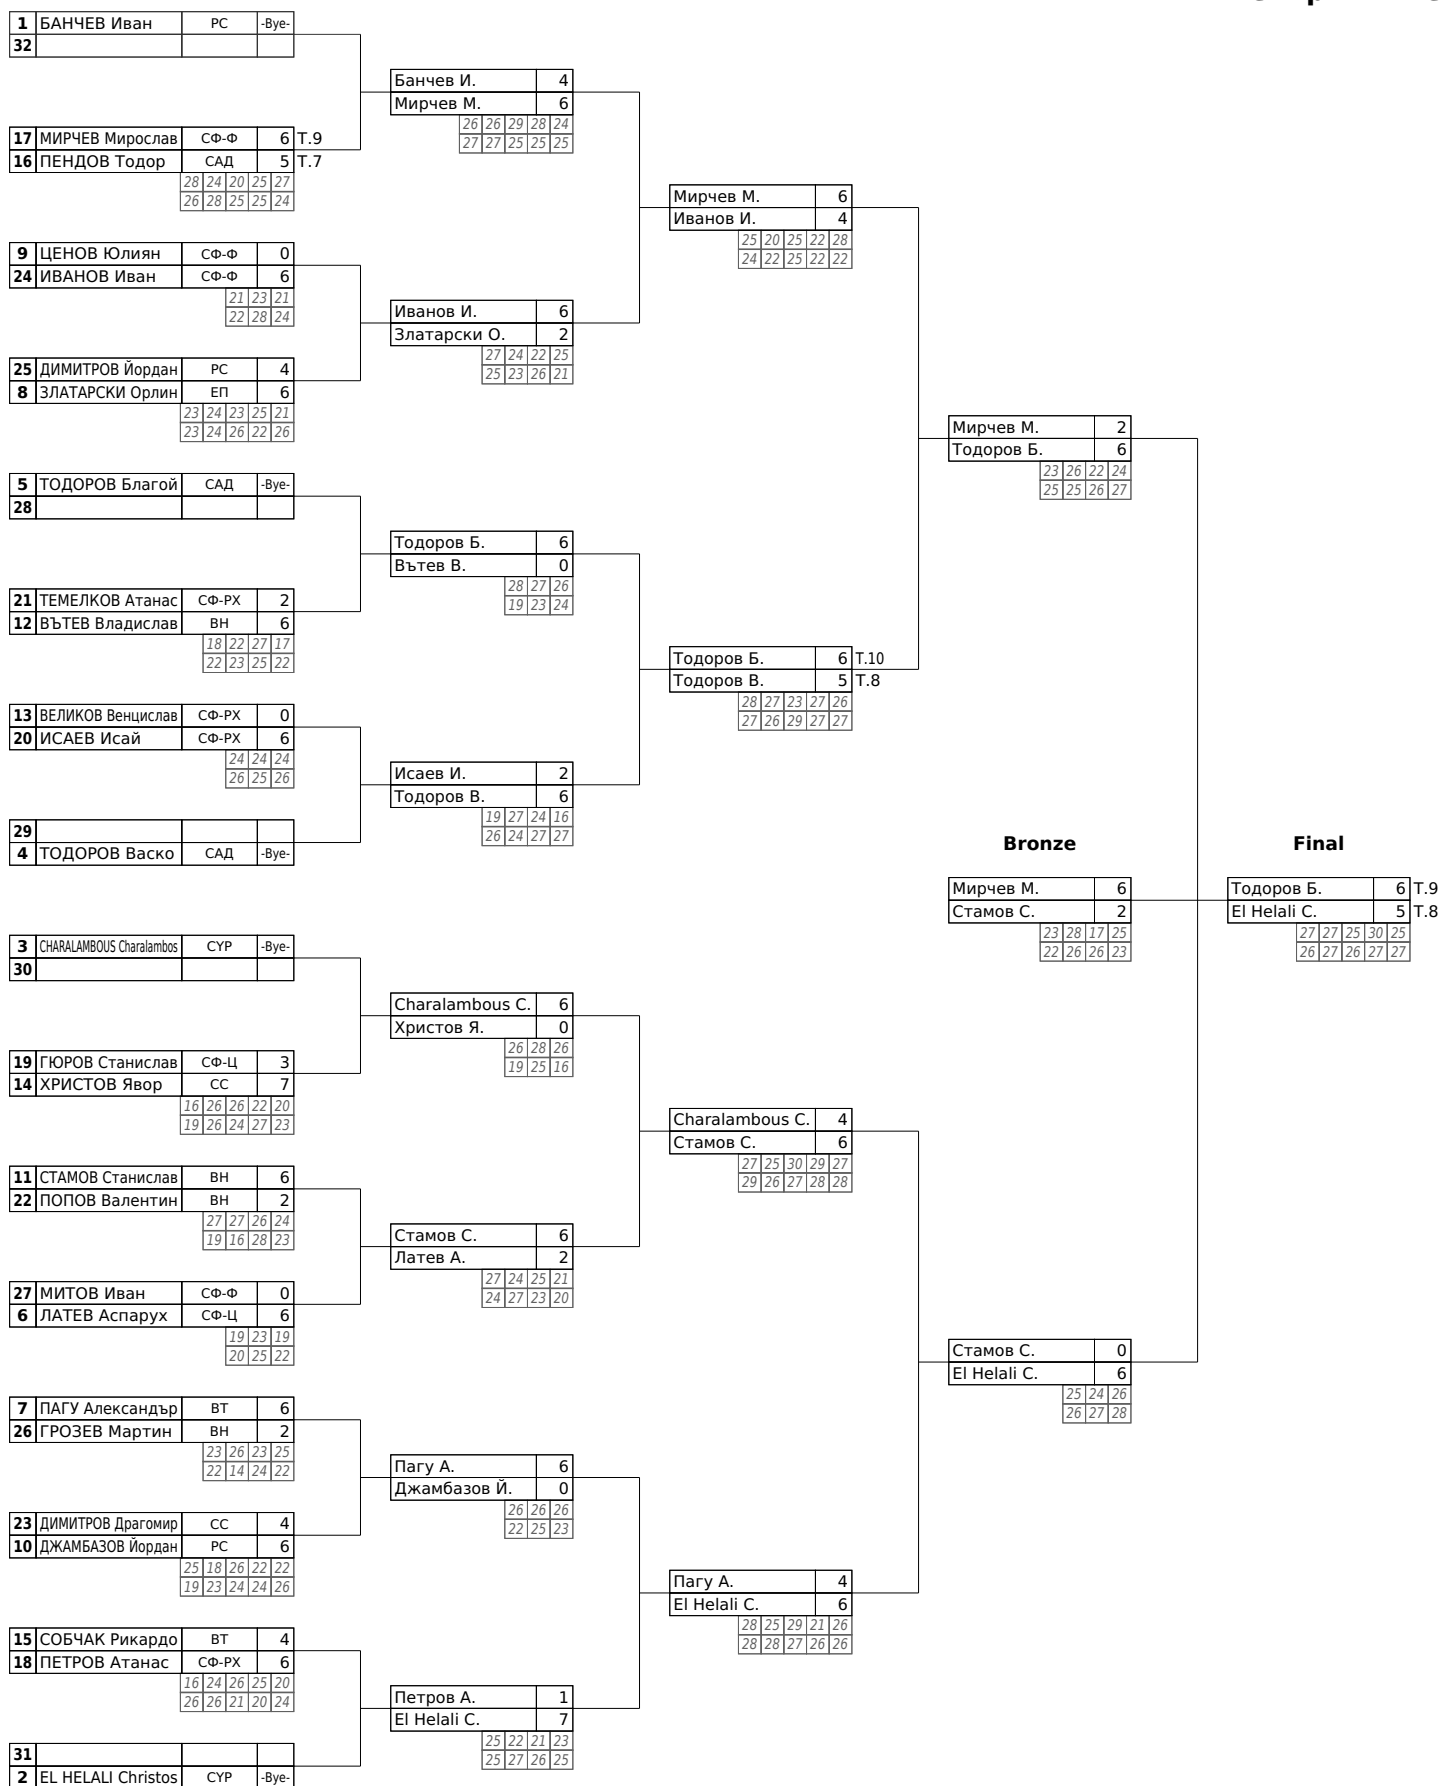 1 БАНЧЕВ Иван РС -Bye-
32
Банчев И. 4
Мирчев М. 6
26 26 29 28 24
27 27 25 25 25
17 МИРЧЕВ Мирослав СФ-Ф 6 T.9
16 ПЕНДОВ Тодор САД 5 T.7
28 24 20 25 27
26 28 25 25 24
Мирчев М. 6
Иванов И. 4
25 20 25 22 28
24 22 25 22 22
9 ЦЕНОВ Юлиян СФ-Ф 0
24 ИВАНОВ Иван СФ-Ф 6
21 23 21
22 28 24
Иванов И. 6
Златарски О. 2
27 24 22 25
25 23 26 21
25 ДИМИТРОВ Йордан РС 4
8 ЗЛАТАРСКИ Орлин ЕП 6
23 24 23 25 21
23 24 26 22 26
Мирчев М. 2
Тодоров Б. 6
23 26 22 24
25 25 26 27
5 ТОДОРОВ Благой САД -Bye-
28
Тодоров Б. 6
Вътев В. 0
28 27 26
19 23 24
21 ТЕМЕЛКОВ Атанас СФ-РХ 2
12 ВЪТЕВ Владислав ВН 6
18 22 27 17
22 23 25 22
Тодоров Б. 6 T.10
Тодоров В. 5 T.8
28 27 23 27 26
27 26 29 27 27
13 ВЕЛИКОВ Венцислав СФ-РХ 0
20 ИСАЕВ Исай СФ-РХ 6
24 24 24
26 25 26
Исаев И. 2
Тодоров В. 6
19 27 24 16
26 24 27 27
29
4 ТОДОРОВ Васко САД -Bye-
Bronze Final
Мирчев М. 6
Стамов С. 2
23 28 17 25
22 26 26 23
Тодоров Б. 6 T.9
El Helali C. 5 T.8
27 27 25 30 25
26 27 26 27 27
3 CHARALAMBOUS Charalambos CYP -Bye-
30
Charalambous C. 6
Христов Я. 0
26 28 26
19 25 16
19 ГЮРОВ Станислав СФ-Ц 3
14 ХРИСТОВ Явор СС 7
16 26 26 22 20
19 26 24 27 23
Charalambous C. 4
Стамов С. 6
27 25 30 29 27
29 26 27 28 28
11 СТАМОВ Станислав ВН 6
22 ПОПОВ Валентин ВН 2
27 27 26 24
19 16 28 23
Стамов С. 6
Латев А. 2
27 24 25 21
24 27 23 20
27 МИТОВ Иван СФ-Ф 0
6 ЛАТЕВ Аспарух СФ-Ц 6
19 23 19
20 25 22
Стамов С. 0
El Helali C. 6
25 24 26
26 27 28
7 ПАГУ Александър ВТ 6
26 ГРОЗЕВ Мартин ВН 2
23 26 23 25
22 14 24 22
Пагу А. 6
Джамбазов Й. 0
26 26 26
22 25 23
23 ДИМИТРОВ Драгомир СС 4
10 ДЖАМБАЗОВ Йордан РС 6
25 18 26 22 22
19 23 24 24 26
Пагу А. 4
El Helali C. 6
28 25 29 21 26
28 28 27 26 26
15 СОБЧАК Рикардо ВТ 4
18 ПЕТРОВ Атанас СФ-РХ 6
16 24 26 25 20
26 26 21 20 24
Петров А. 1
El Helali C. 7
25 22 21 23
25 27 26 25
31
2 EL HELALI Christos CYP -Bye-